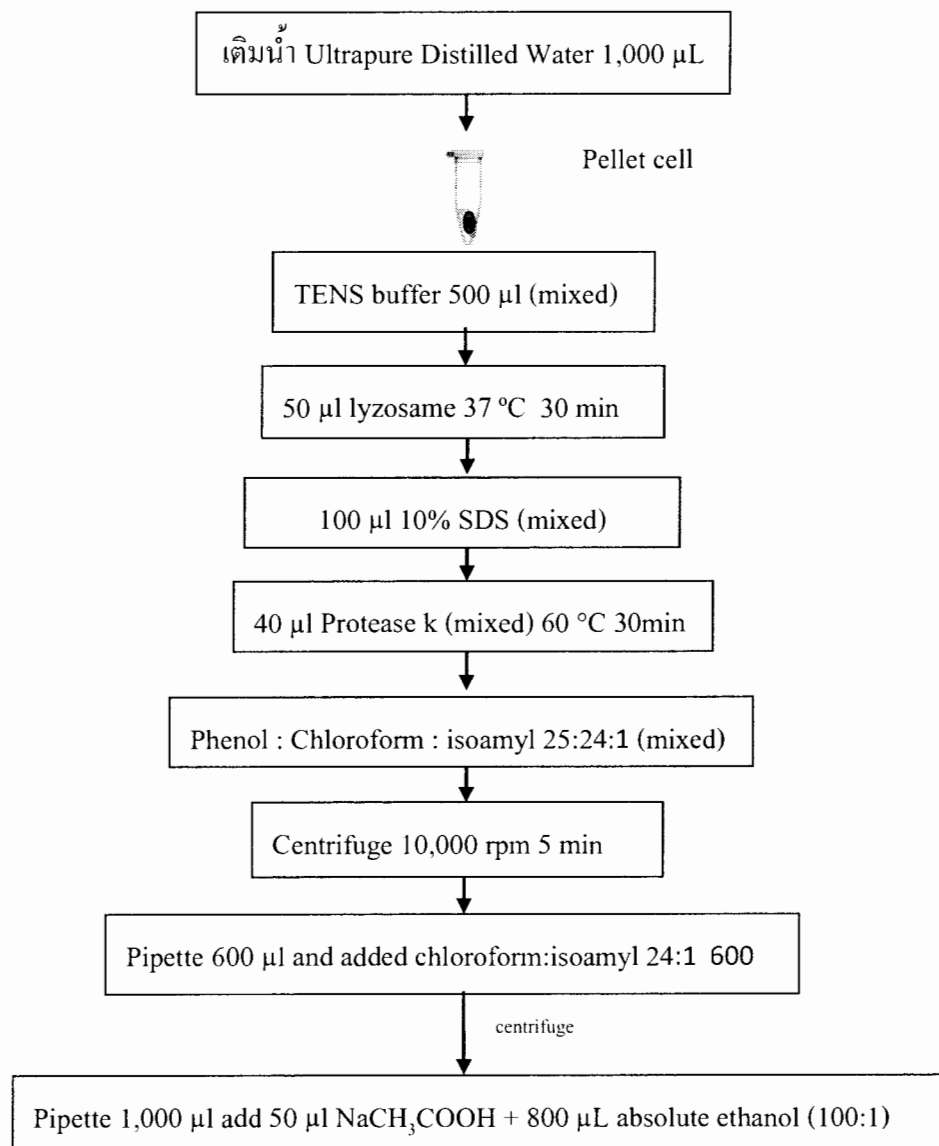 เติมน้ำ Ultrapure Distilled Water 1,000 µL
Pellet cell
TENS buffer 500 µl (mixed)
50 µl lyzosame 37 ºC 30 min
100 µl 10% SDS (mixed)
40 µl Protease k (mixed) 60 °C 30min
Phenol : Chloroform : isoamyl 25:24:1 (mixed)
Centrifuge 10,000 rpm 5 min
Pipette 600 µl and added chloroform:isoamyl 24:1 600
centrifuge
Pipette 1,000 µl add 50 µl NaCH₃COOH + 800 µL absolute ethanol (100:1)